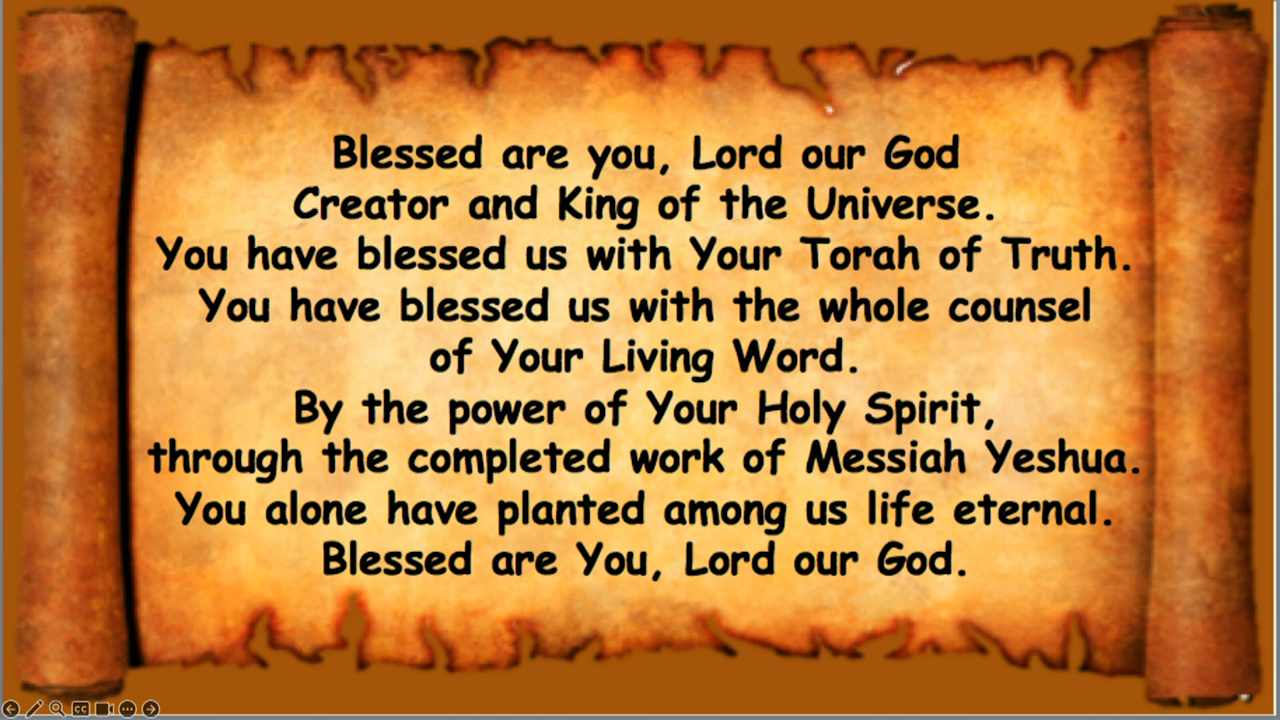 Blessed are you, Lord our God
Creator and King of the Universe.
You have blessed us with Your Torah of Truth.
You have blessed us with the whole counsel
of Your Living Word.
By the power of Your Holy Spirit,
through the completed work of Messiah Yeshua.
You alone have planted among us life eternal.
Blessed are You, Lord our God.
CC